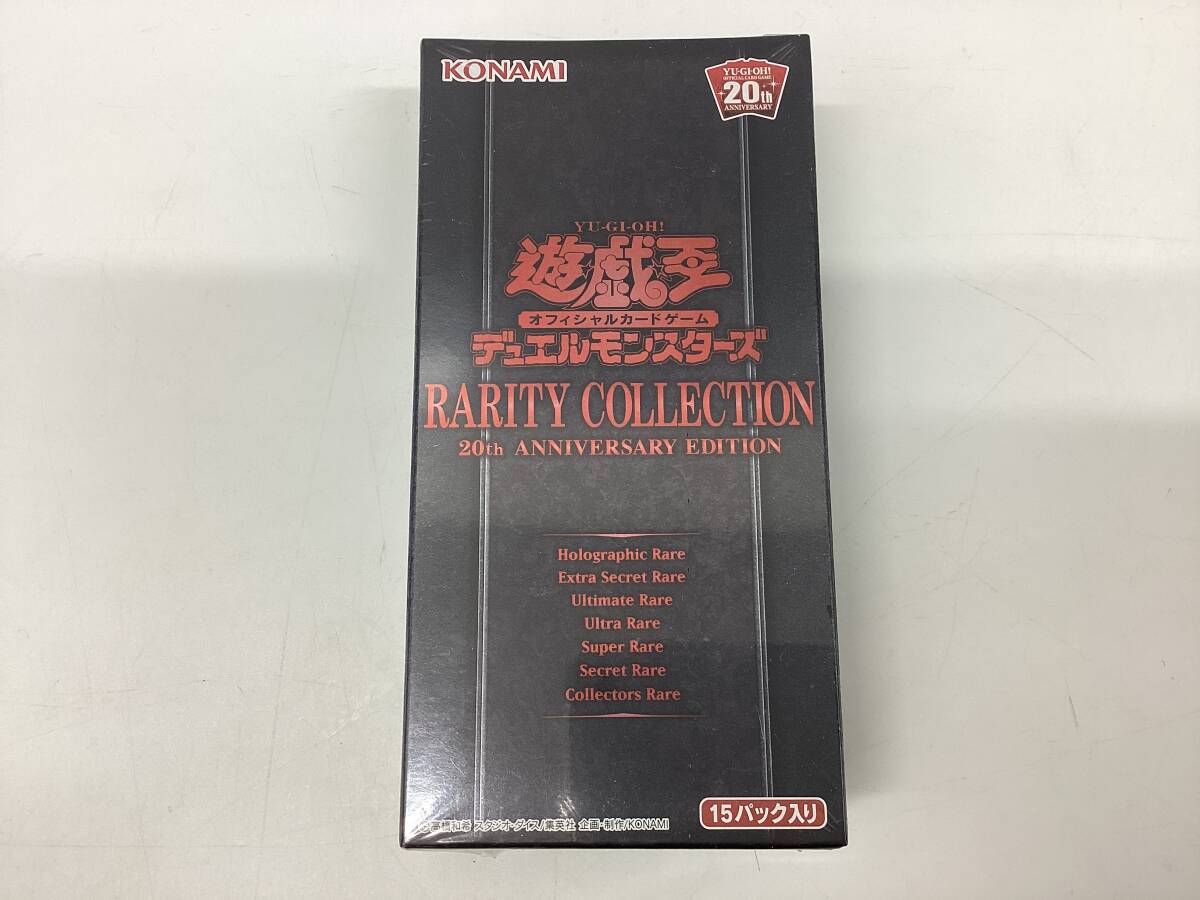 KONAMI
YU-GI-OH!
OFFICIAL CARD GAME
20th
ANNIVERSARY
YU-GI-OH!
遊☆戯☆王
オフィシャルカードゲーム
デュエルモンスターズ
RARITY COLLECTION
20th ANNIVERSARY EDITION
Holographic Rare
Extra Secret Rare
Ultimate Rare
Ultra Rare
Super Rare
Secret Rare
Collectors Rare
15パック入り
©高橋和希 スタジオ・ダイス/集英社 企画・制作/KONAMI